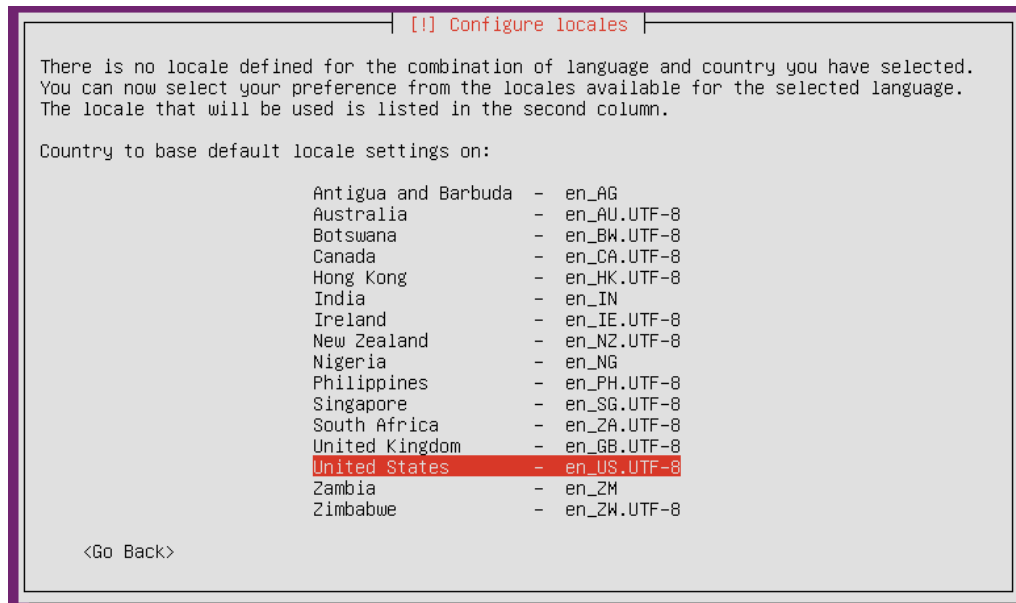 [!] Configure locales
There is no locale defined for the combination of language and country you have selected.
You can now select your preference from the locales available for the selected language.
The locale that will be used is listed in the second column.
Country to base default locale settings on:
Antigua and Barbuda - en_AG
Australia - en_AU.UTF-8
Botswana - en_BW.UTF-8
Canada - en_CA.UTF-8
Hong Kong - en_HK.UTF-8
India - en_IN
Ireland - en_IE.UTF-8
New Zealand - en_NZ.UTF-8
Nigeria - en_NG
Philippines - en_PH.UTF-8
Singapore - en_SG.UTF-8
South Africa - en_ZA.UTF-8
United Kingdom - en_GB.UTF-8
United States - en_US.UTF-8
Zambia - en_ZM
Zimbabwe - en_ZW.UTF-8
<Go Back>